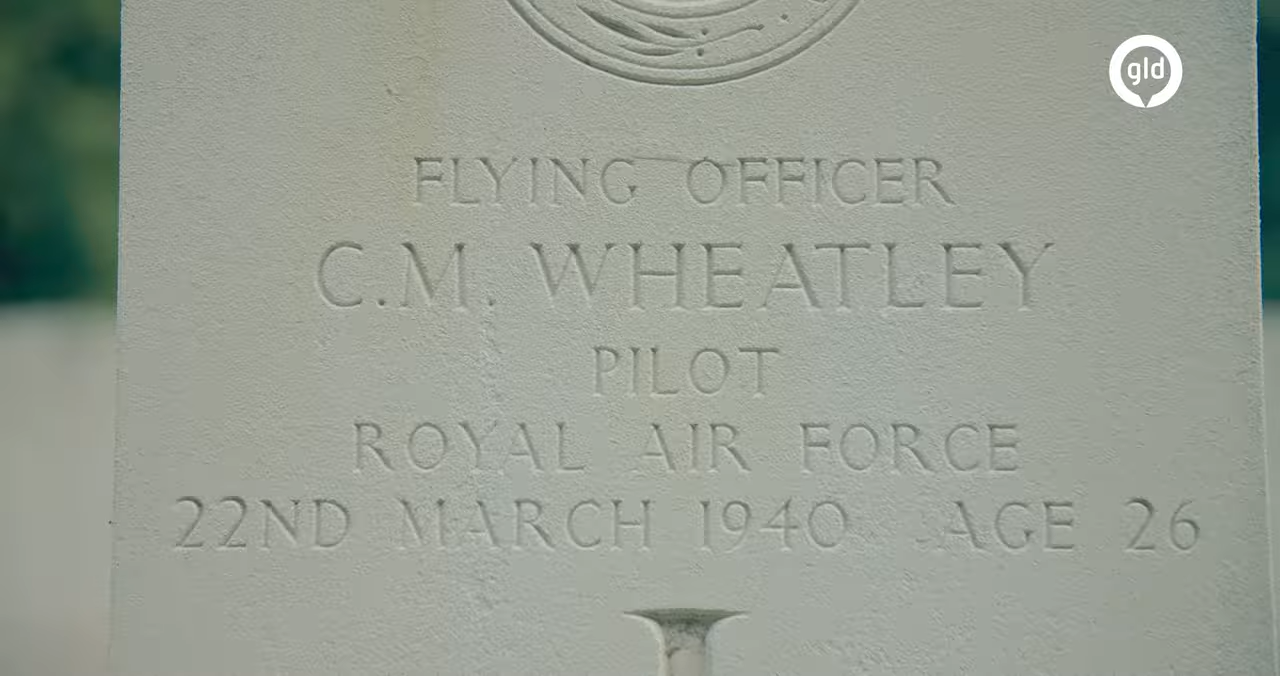 gld
FLYING OFFICER
C.M. WHEATLEY
PILOT
ROYAL AIR FORCE
22ND MARCH 1940 AGE 26